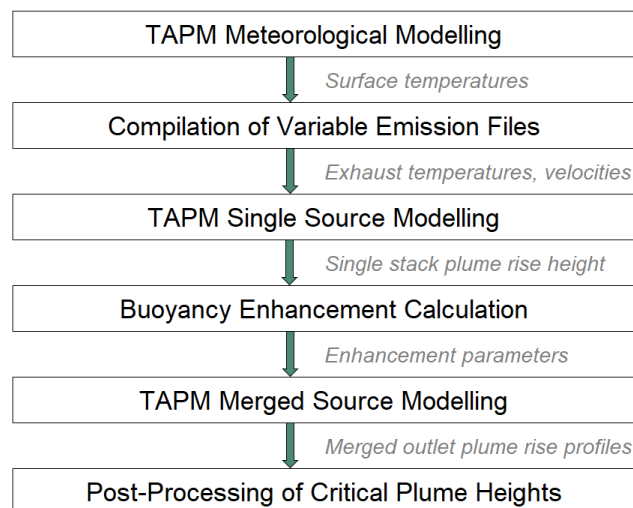 TAPM Meteorological Modelling
Surface temperatures
Compilation of Variable Emission Files
Exhaust temperatures, velocities
TAPM Single Source Modelling
Single stack plume rise height
Buoyancy Enhancement Calculation
Enhancement parameters
TAPM Merged Source Modelling
Merged outlet plume rise profiles
Post-Processing of Critical Plume Heights